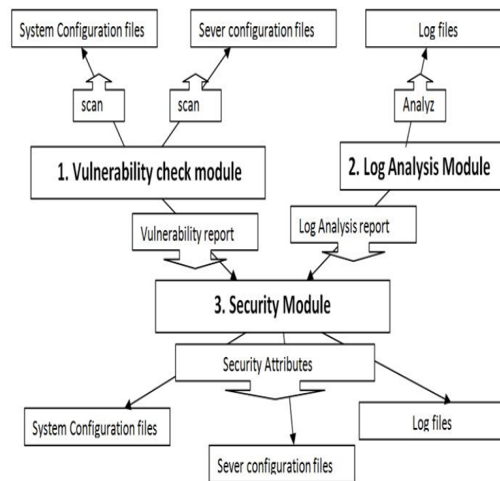 System Configuration files
Sever configuration files
Log files
scan
scan
Analyz
1. Vulnerability check module
2. Log Analysis Module
Vulnerability report
Log Analysis report
3. Security Module
Security Attributes
System Configuration files
Log files
Sever configuration files